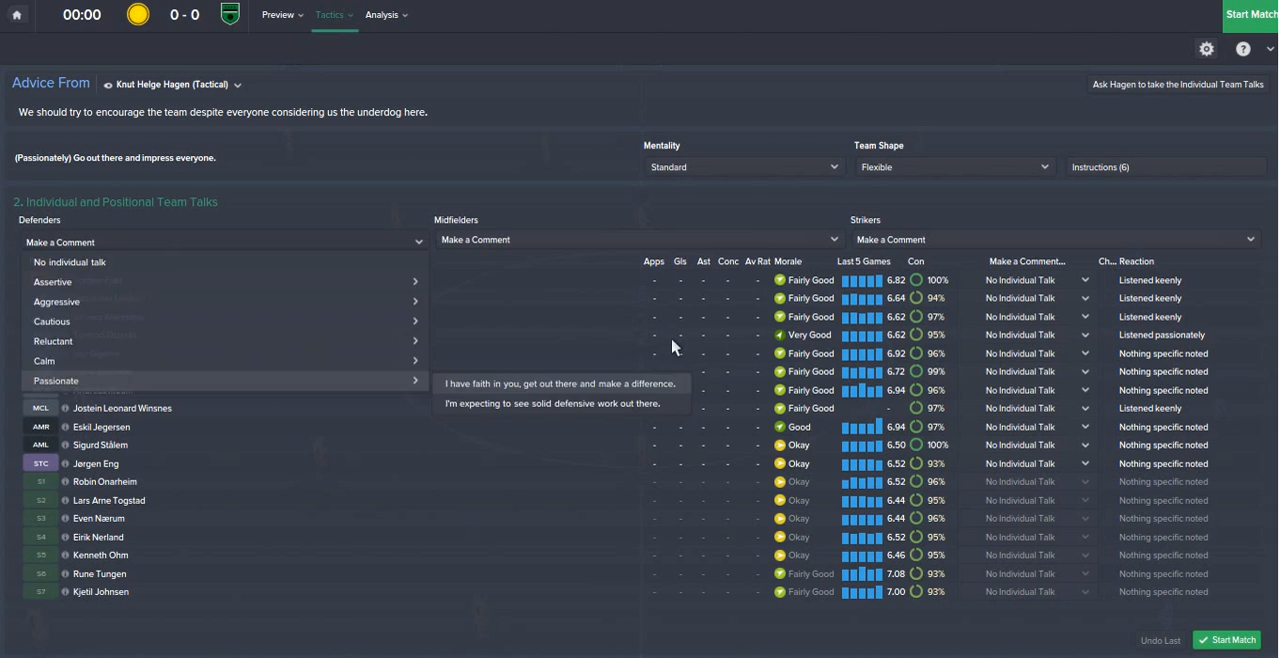 00:00 0 - 0 Preview Tactics Analysis Start Match
?
Advice From Knut Helge Hagen (Tactical) Ask Hagen to take the Individual Team Talks
We should try to encourage the team despite everyone considering us the underdog here.
Mentality Team Shape
(Passionately) Go out there and impress everyone.
Standard Flexible Instructions (6)
2. Individual and Positional Team Talks
Defenders Midfielders Strikers
Make a Comment Make a Comment Make a Comment
No individual talk Apps Gls Ast Conc Av Rat Morale Last 5 Games Con Make a Comment... Ch... Reaction
Assertive - - - - - Fairly Good 6.82 100% No Individual Talk Listened keenly
Aggressive - - - - - Fairly Good 6.64 94% No Individual Talk Listened keenly
Cautious - - - - - Fairly Good 6.62 97% No Individual Talk Listened keenly
Reluctant - - - - - Very Good 6.62 95% No Individual Talk Listened passionately
Calm - - - - - Fairly Good 6.92 96% No Individual Talk Nothing specific noted
- - - - Fairly Good 6.72 99% No Individual Talk Nothing specific noted
Passionate I have faith in you, get out there and make a difference. - - - Fairly Good 6.94 96% No Individual Talk Nothing specific noted
I'm expecting to see solid defensive work out there.
MCL Jostein Leonard Winsnes - - - Fairly Good - 97% No Individual Talk Listened keenly
AMR Eskil Jegersen - - - - - Good 6.94 97% No Individual Talk Nothing specific noted
AML Sigurd Stålem - - - - - Okay 6.50 100% No Individual Talk Nothing specific noted
STC Jørgen Eng - - - - - Okay 6.52 93% No Individual Talk Nothing specific noted
S1 Robin Onarheim - - - - - Okay 6.52 96% No Individual Talk Nothing specific noted
S2 Lars Arne Togstad - - - - - Okay 6.44 95% No Individual Talk Nothing specific noted
S3 Even Nærum - - - - - Okay 6.44 96% No Individual Talk Nothing specific noted
S4 Eirik Nerland - - - - - Okay 6.52 95% No Individual Talk Nothing specific noted
S5 Kenneth Ohm - - - - - Okay 6.46 95% No Individual Talk Nothing specific noted
S6 Rune Tungen - - - - - Fairly Good 7.08 93% No Individual Talk Nothing specific noted
S7 Kjetil Johnsen - - - - - Fairly Good 7.00 93% No Individual Talk Nothing specific noted
Undo Last Start Match